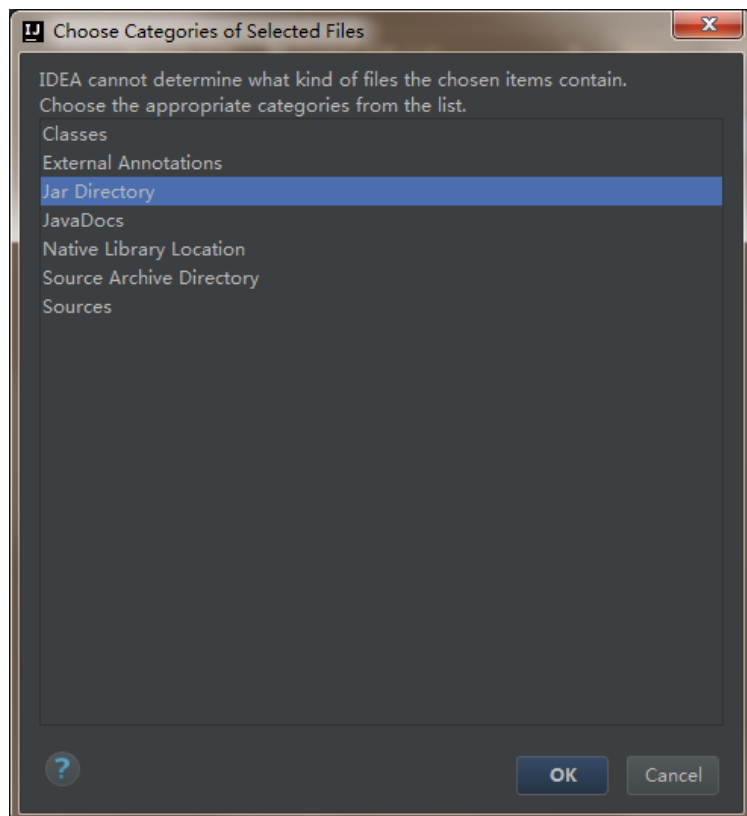 IJ Choose Categories of Selected Files
IDEA cannot determine what kind of files the chosen items contain.
Choose the appropriate categories from the list.
Classes
External Annotations
Jar Directory
JavaDocs
Native Library Location
Source Archive Directory
Sources
? OK Cancel